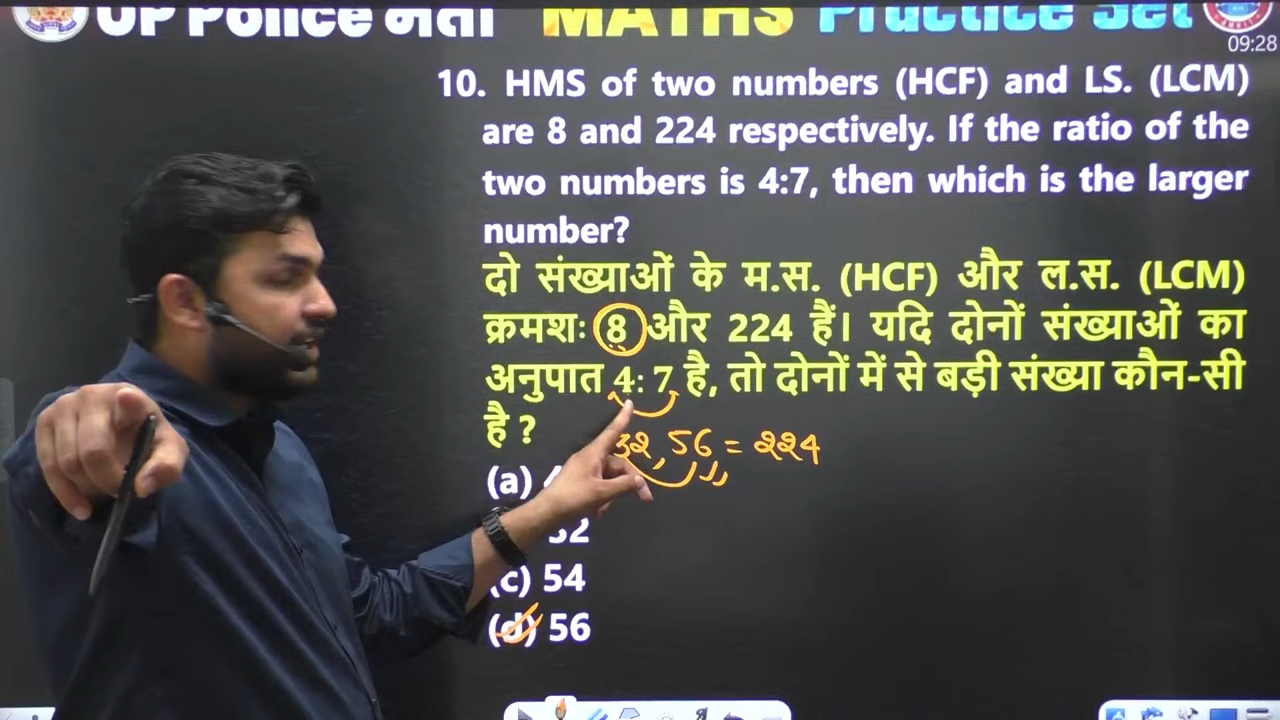 UP Police भर्ती MATHS Practice Set
09:28
10. HMS of two numbers (HCF) and LS. (LCM)
are 8 and 224 respectively. If the ratio of the
two numbers is 4:7, then which is the larger
number?
दो संख्याओं के म.स. (HCF) और ल.स. (LCM)
क्रमशः 8 और 224 हैं। यदि दोनों संख्याओं का
अनुपात 4: 7 है, तो दोनों में से बड़ी संख्या कौन-सी
है ?
32, 56 = 224
(a)
(c) 54
(d) 56